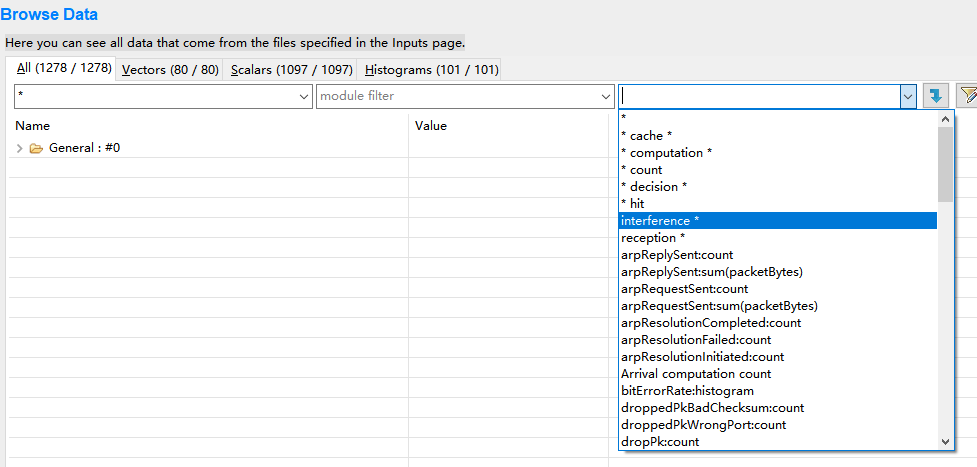 Browse Data
Here you can see all data that come from the files specified in the Inputs page.
All (1278 / 1278) Vectors (80 / 80) Scalars (1097 / 1097) Histograms (101 / 101)
* module filter
Name Value
General : #0
*
* cache *
* computation *
* count
* decision *
* hit
interference *
reception *
arpReplySent:count
arpReplySent:sum(packetBytes)
arpRequestSent:count
arpRequestSent:sum(packetBytes)
arpResolutionCompleted:count
arpResolutionFailed:count
arpResolutionInitiated:count
Arrival computation count
bitErrorRate:histogram
droppedPkBadChecksum:count
droppedPkWrongPort:count
dropPk:count